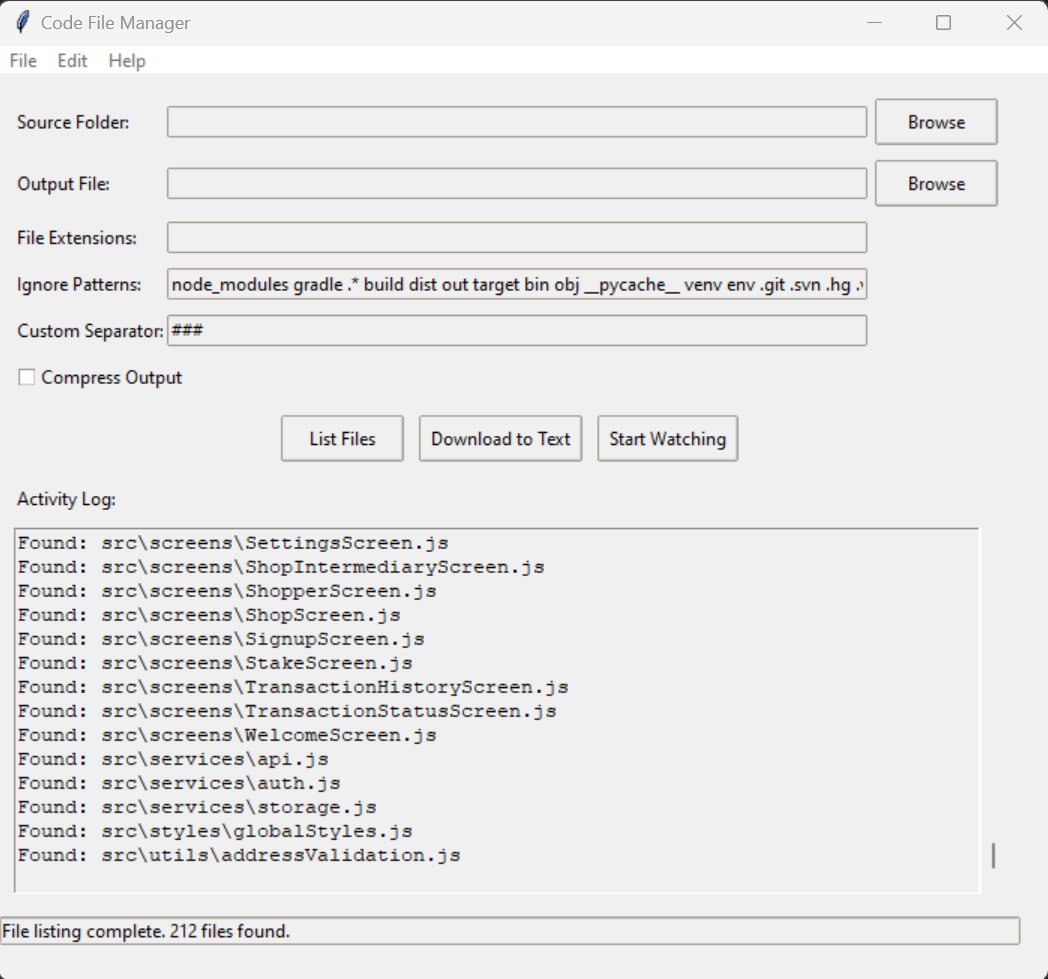 Code File Manager
File Edit Help
Source Folder: Browse
Output File: Browse
File Extensions:
Ignore Patterns: node_modules gradle .* build dist out target bin obj __pycache__ venv env .git .svn .hg
Custom Separator: ###
Compress Output
List Files Download to Text Start Watching
Activity Log:
Found: src\screens\SettingsScreen.js
Found: src\screens\ShopIntermediaryScreen.js
Found: src\screens\ShopperScreen.js
Found: src\screens\ShopScreen.js
Found: src\screens\SignupScreen.js
Found: src\screens\StakeScreen.js
Found: src\screens\TransactionHistoryScreen.js
Found: src\screens\TransactionStatusScreen.js
Found: src\screens\WelcomeScreen.js
Found: src\services\api.js
Found: src\services\auth.js
Found: src\services\storage.js
Found: src\styles\globalStyles.js
Found: src\utils\addressValidation.js
File listing complete. 212 files found.